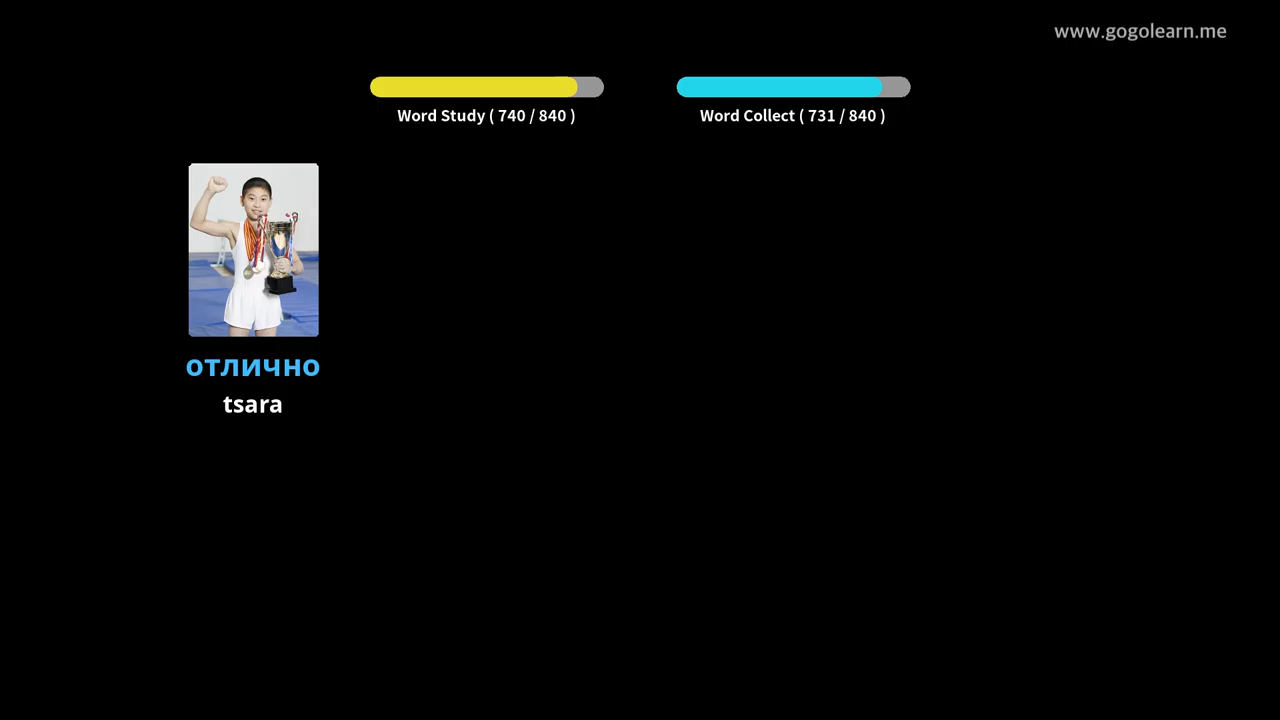 www.gogolearn.me
Word Study ( 740 / 840 )
Word Collect ( 731 / 840 )
отлично
tsara